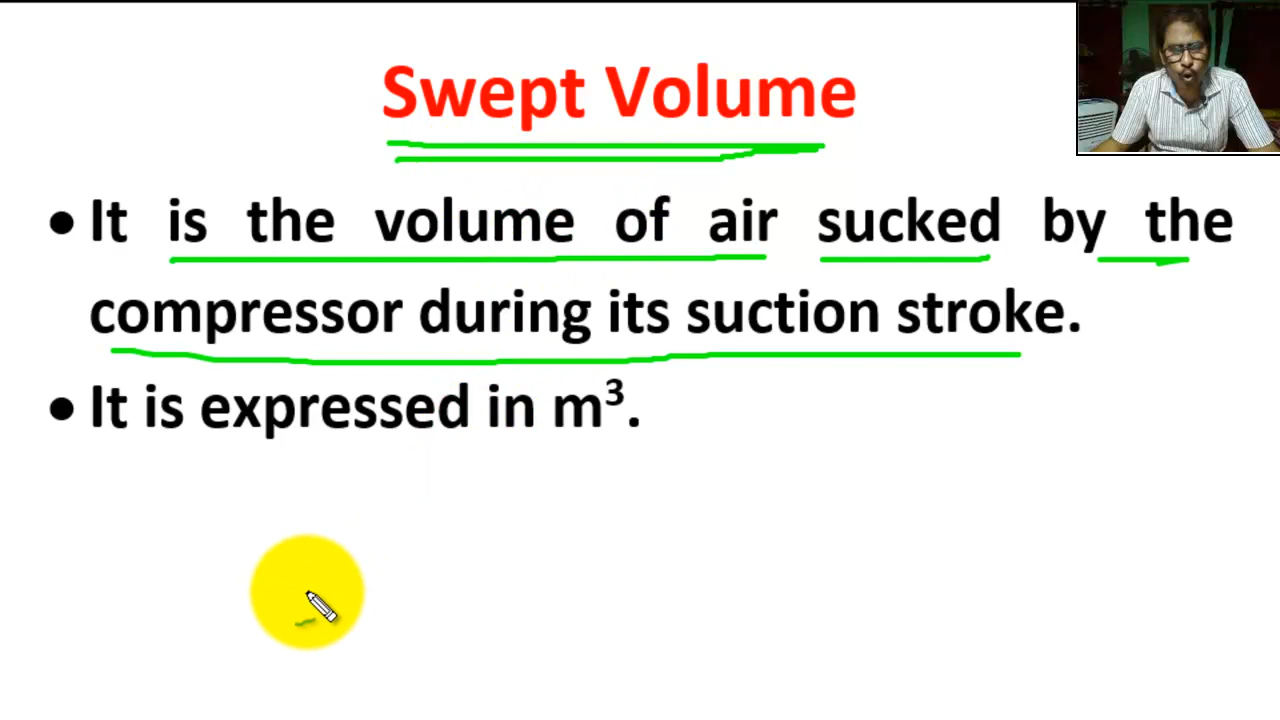 Swept Volume
• It is the volume of air sucked by the
compressor during its suction stroke.
• It is expressed in m³.